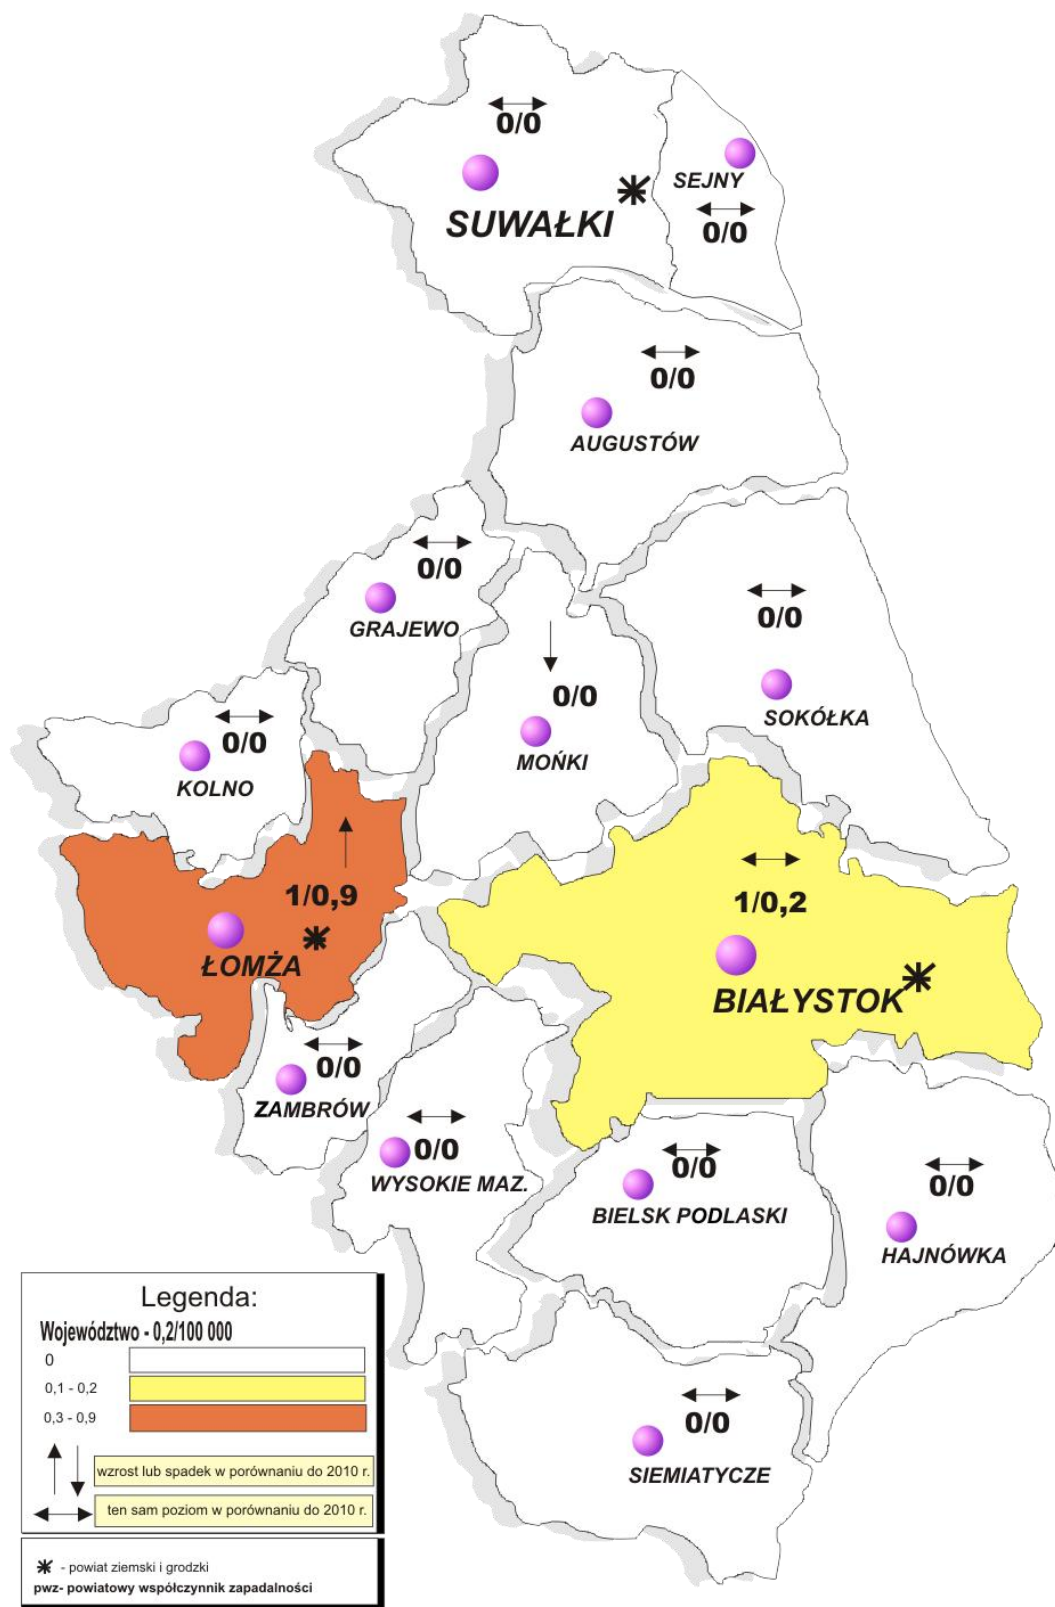 0/0
SUWAŁKI
SEJNY
0/0
0/0
AUGUSTÓW
0/0
GRAJEWO
0/0
SOKÓŁKA
0/0
MOŃKI
0/0
KOLNO
1/0,9
ŁOMŻA
1/0,2
BIAŁYSTOK
0/0
ZAMBRÓW
0/0
WYSOKIE MAZ.
0/0
BIELSK PODLASKI
0/0
HAJNÓWKA
0/0
SIEMIATYCZE
Legenda:
Województwo - 0,2/100 000
0
0,1 - 0,2
0,3 - 0,9
wzrost lub spadek w porównaniu do 2010 r.
ten sam poziom w porównaniu do 2010 r.
- powiat ziemski i grodzki
pwz- powiatowy współczynnik zapadalności